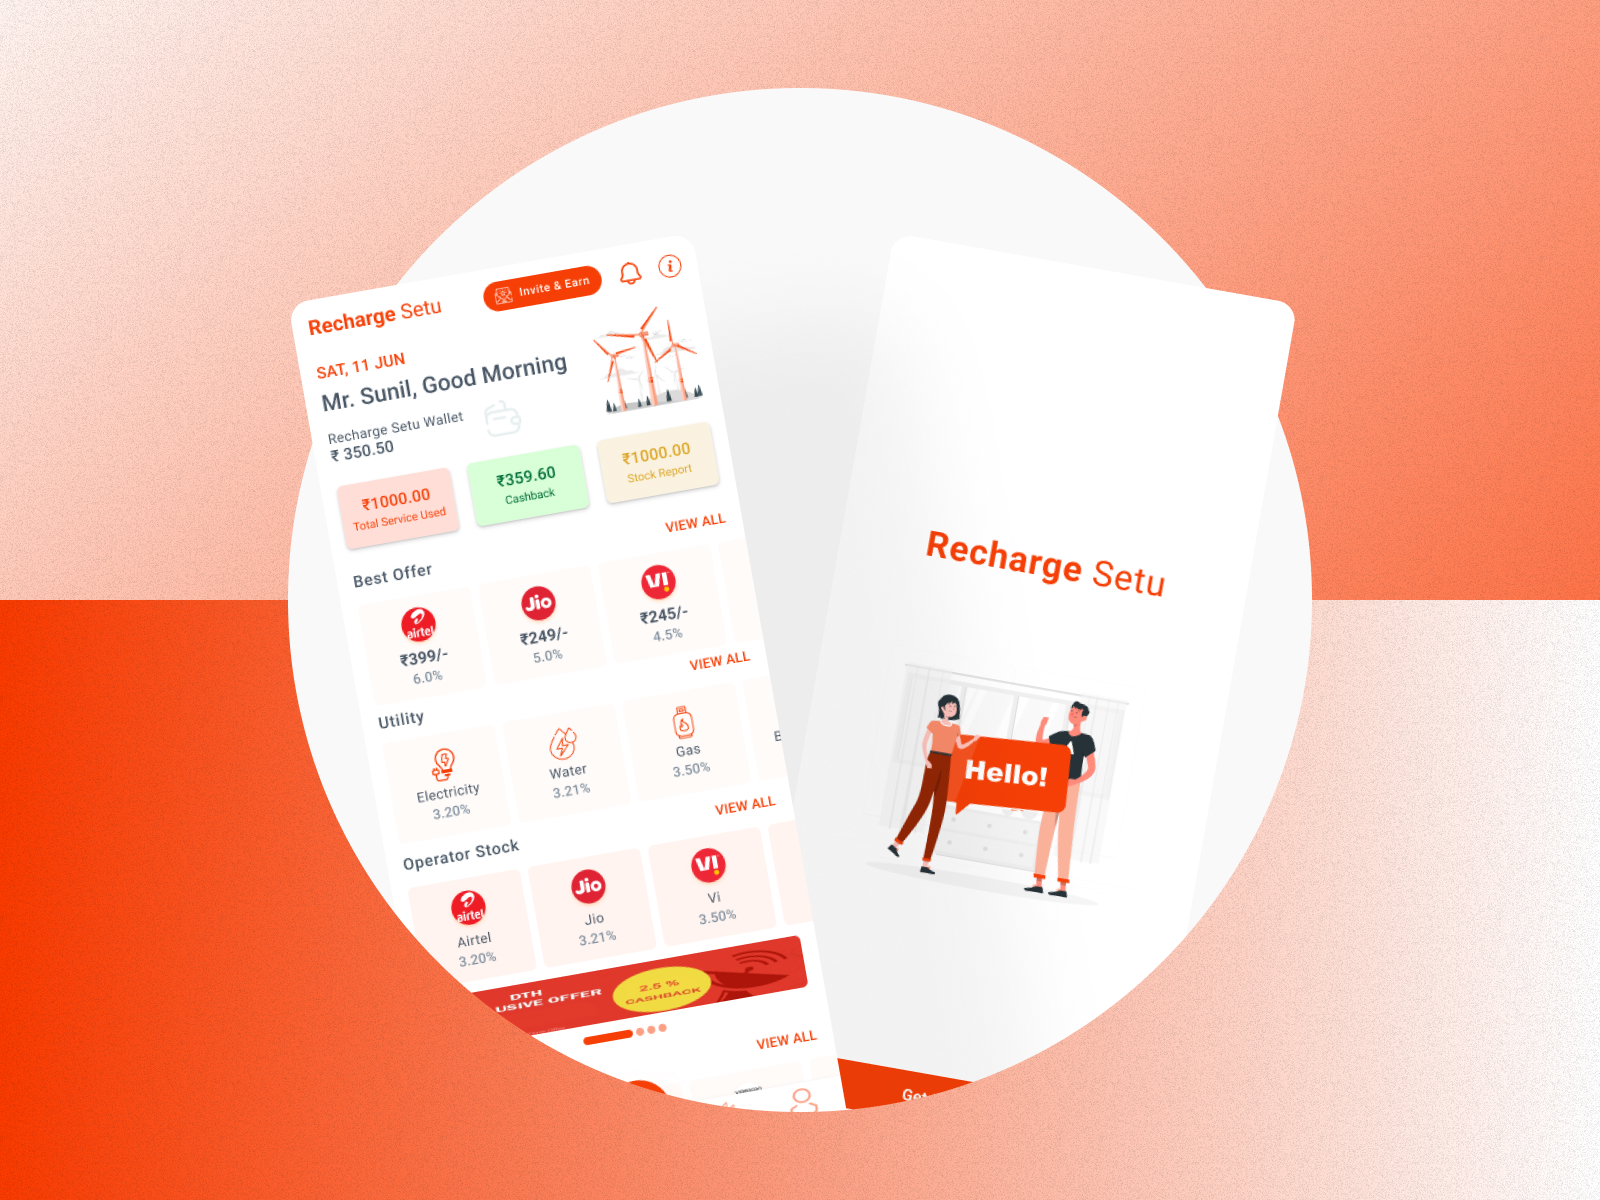 Recharge Setu
Invite & Earn
SAT, 11 JUN
Mr. Sunil, Good Morning
Recharge Setu Wallet
₹ 350.50
₹1000.00
Total Service Used
₹359.60
Cashback
₹1000.00
Stock Report
VIEW ALL
Best Offer
airtel
₹399/-
6.0%
Jio
₹249/-
5.0%
VI
₹245/-
4.5%
VIEW ALL
Utility
Electricity
3.20%
Water
3.21%
Gas
3.50%
B
VIEW ALL
Operator Stock
airtel
Airtel
3.20%
Jio
Jio
3.21%
VI
Vi
3.50%
DTH
USIVE OFFER
2.5 %
CASHBACK
VIEW ALL
Recharge Setu
Hello!
Get